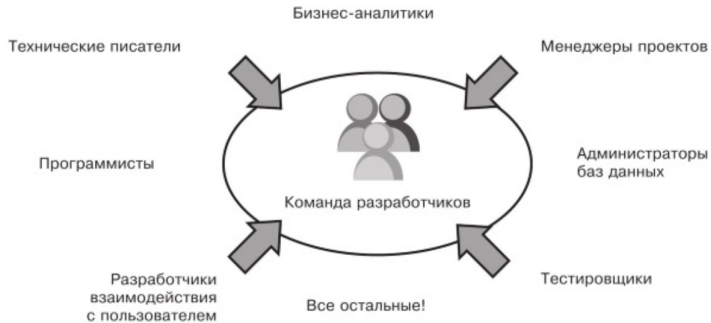 Бизнес-аналитики
Технические писатели
Менеджеры проектов
Программисты
Администраторы
баз данных
Команда разработчиков
Разработчики
взаимодействия
с пользователем
Тестировщики
Все остальные!